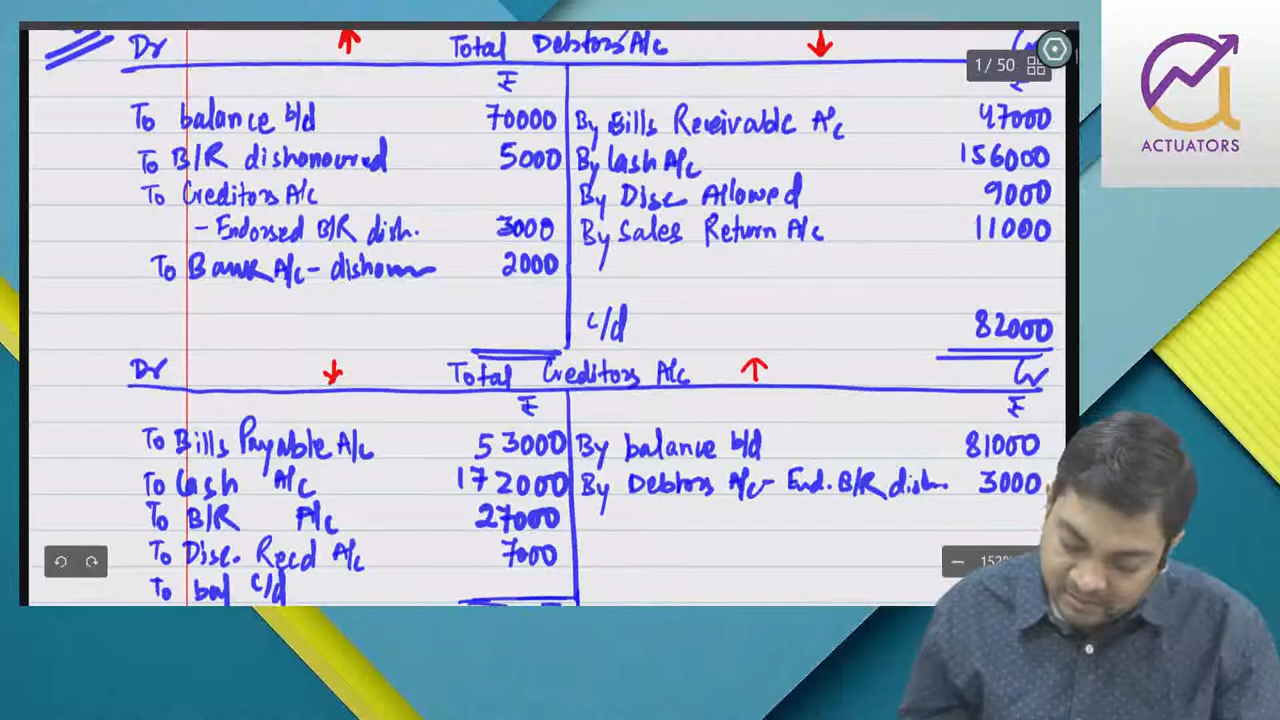 Dr Total Debtors A/c Cr
₹ ₹
To balance b/d 70000 By Bills Receivable A/c 47000
To B/R dishonoured 5000 By Cash A/c 156000
To Creditors A/c By Disc Allowed 9000
- Endorsed B/R dish. 3000 By Sales Return A/c 11000
To Bank A/c - dishonour 2000 By
c/d 82000
Dr Total Creditors A/c Cr
₹ ₹
To Bills Payable A/c 53000 By balance b/d 81000
To Cash A/c 172000 By Debtors A/c - End. B/R dishn. 3000
To B/R A/c 27000
To Disc. Recd A/c 7000
To bal c/d
1 / 50
ACTUATORS